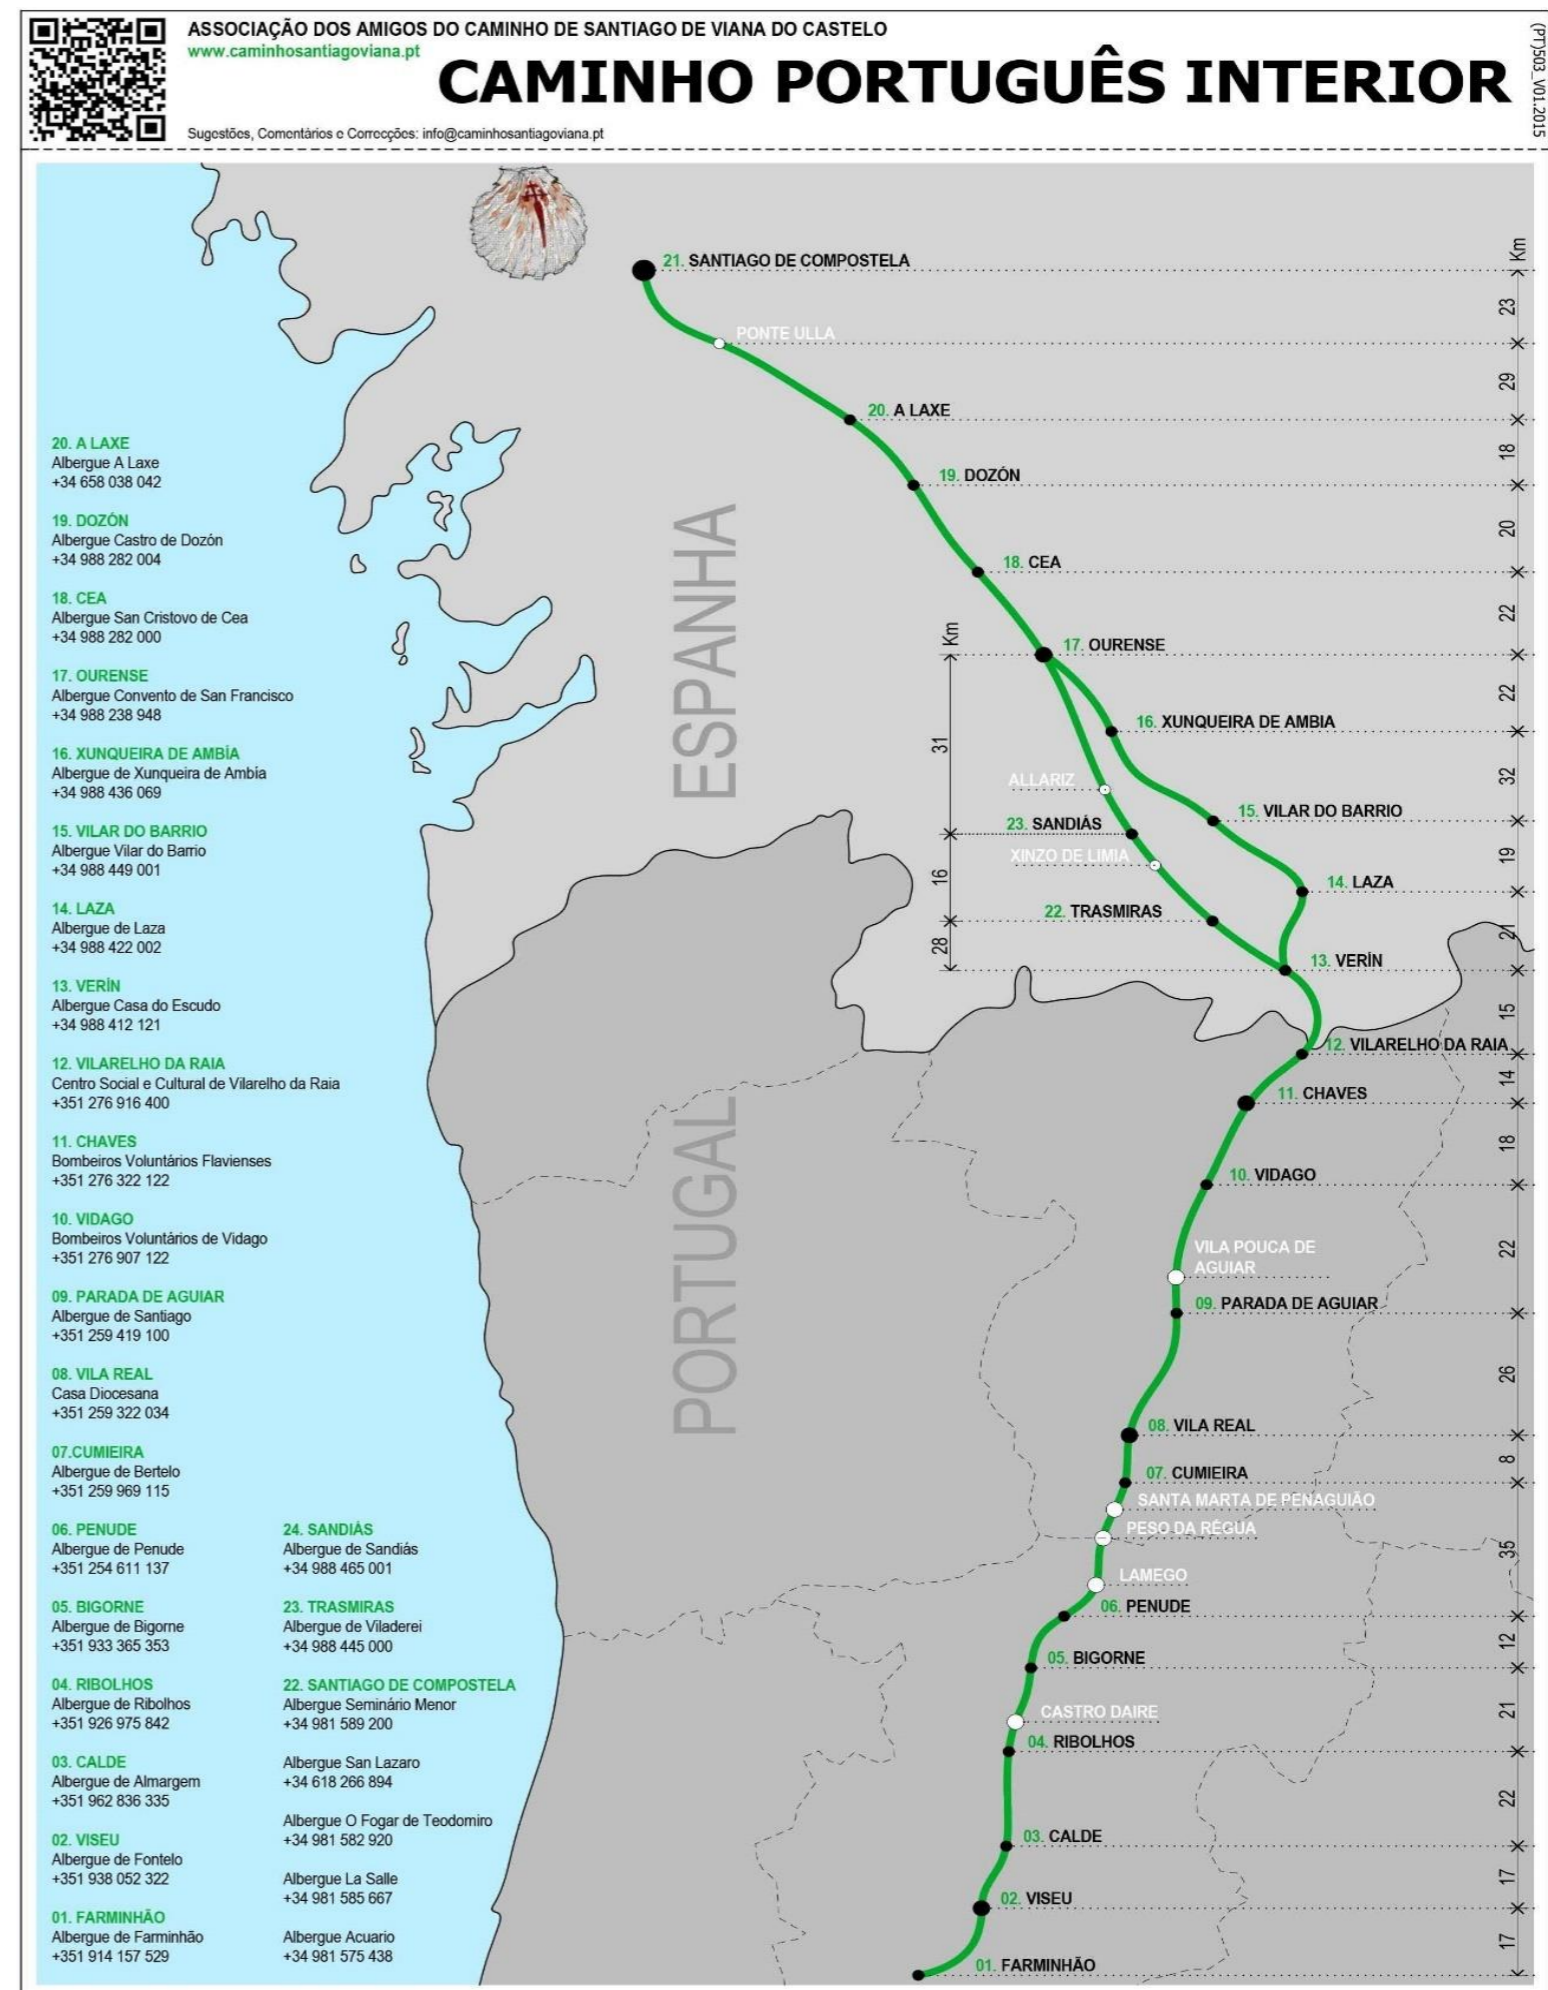 ASSOCIAÇÃO DOS AMIGOS DO CAMINHO DE SANTIAGO DE VIANA DO CASTELO
www.caminhosantiagoviana.pt
CAMINHO PORTUGUÊS INTERIOR
Sugestões, Comentários e Correcções: info@caminhosantiagoviana.pt
(PT)503_V01.2015
20. A LAXE
Albergue A Laxe
+34 658 038 042
19. DOZÓN
Albergue Castro de Dozón
+34 988 282 004
18. CEA
Albergue San Cristovo de Cea
+34 988 282 000
17. OURENSE
Albergue Convento de San Francisco
+34 988 238 948
16. XUNQUEIRA DE AMBÍA
Albergue de Xunqueira de Ambía
+34 988 436 069
15. VILAR DO BARRIO
Albergue Vilar do Barrio
+34 988 449 001
14. LAZA
Albergue de Laza
+34 988 422 002
13. VERÍN
Albergue Casa do Escudo
+34 988 412 121
12. VILARELHO DA RAIA
Centro Social e Cultural de Vilarelho da Raia
+351 276 916 400
11. CHAVES
Bombeiros Voluntários Flavienses
+351 276 322 122
10. VIDAGO
Bombeiros Voluntários de Vidago
+351 276 907 122
09. PARADA DE AGUIAR
Albergue de Santiago
+351 259 419 100
08. VILA REAL
Casa Diocesana
+351 259 322 034
07.CUMIEIRA
Albergue de Bertelo
+351 259 969 115
06. PENUDE
Albergue de Penude
+351 254 611 137
05. BIGORNE
Albergue de Bigorne
+351 933 365 353
04. RIBOLHOS
Albergue de Ribolhos
+351 926 975 842
03. CALDE
Albergue de Almargem
+351 962 836 335
02. VISEU
Albergue de Fontelo
+351 938 052 322
01. FARMINHÃO
Albergue de Farminhão
+351 914 157 529
24. SANDIÁS
Albergue de Sandiás
+34 988 465 001
23. TRASMIRAS
Albergue de Viladerei
+34 988 445 000
22. SANTIAGO DE COMPOSTELA
Albergue Seminário Menor
+34 981 589 200
Albergue San Lazaro
+34 618 266 894
Albergue O Fogar de Teodomiro
+34 981 582 920
Albergue La Salle
+34 981 585 667
Albergue Acuario
+34 981 575 438
ESPANHA
PORTUGAL
21. SANTIAGO DE COMPOSTELA
PONTE ULLA
20. A LAXE
19. DOZÓN
18. CEA
17. OURENSE
16. XUNQUEIRA DE AMBIA
ALLARIZ
15. VILAR DO BARRIO
23. SANDIÁS
XINZO DE LIMIA
14. LAZA
22. TRASMIRAS
13. VERÍN
12. VILARELHO DA RAIA
11. CHAVES
10. VIDAGO
VILA POUCA DE
AGUIAR
09. PARADA DE AGUIAR
08. VILA REAL
07. CUMIEIRA
SANTA MARTA DE PENAGUIÃO
PESO DA RÉGUA
LAMEGO
06. PENUDE
05. BIGORNE
CASTRO DAIRE
04. RIBOLHOS
03. CALDE
02. VISEU
01. FARMINHÃO
Km
31
16
28
Km
23
29
18
20
22
22
32
19
21
15
14
18
22
26
8
35
12
21
22
17
17